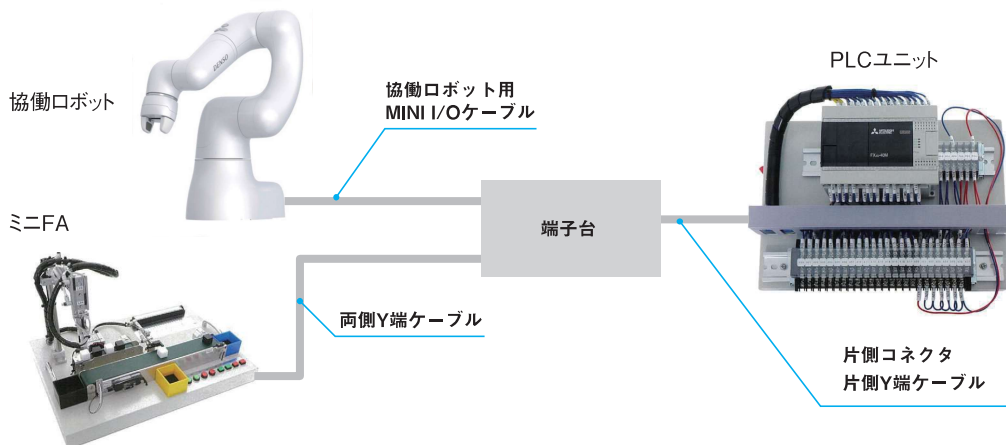 協働ロボット
DENSO
協働ロボット用
MINI I/Oケーブル
PLCユニット
MITSUBISHI
ミニFA
端子台
両側Y端ケーブル
片側コネクタ
片側Y端ケーブル